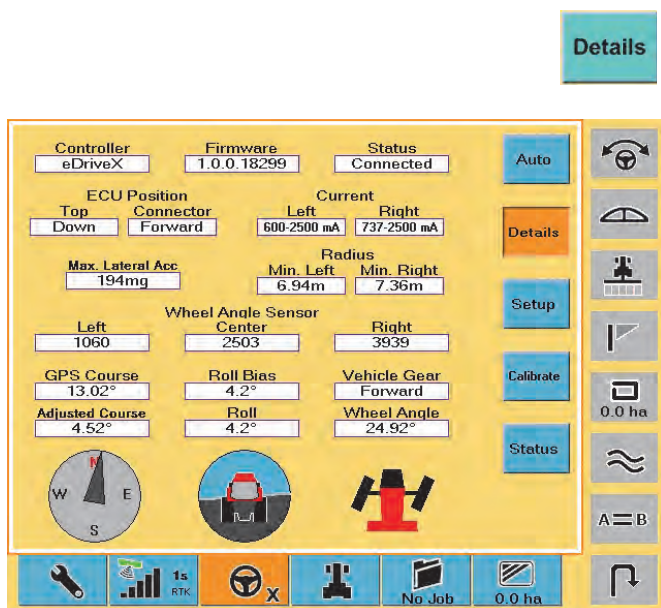 Details
Controller Firmware Status
eDriveX 1.0.0.18299 Connected
Auto
ECU Position Current
Top Connector Left Right
Down Forward 600-2500 mA 737-2500 mA
Details
Radius
Max. Lateral Acc Min. Left Min. Right
194mg 6.94m 7.36m
Setup
Wheel Angle Sensor
Left Center Right
1060 2503 3939
GPS Course Roll Bias Vehicle Gear
13.02° 4.2° Forward
Calibrate
0.0 ha
Adjusted Course Roll Wheel Angle
4.52° 4.2° 24.92°
Status
N
W E
S
A=B
1s
RTK
X
No Job
0.0 ha